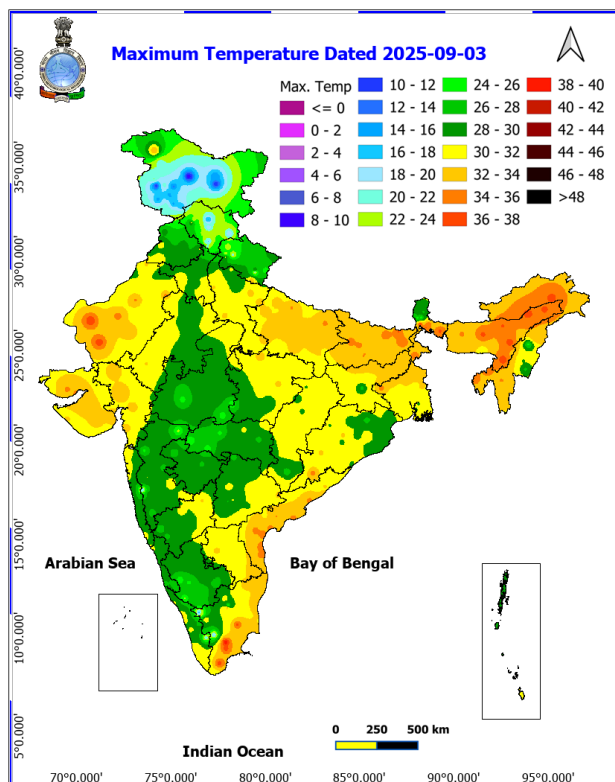 Maximum Temperature Dated 2025-09-03
Max. Temp
<= 0
0 - 2
2 - 4
4 - 6
6 - 8
8 - 10
10 - 12
12 - 14
14 - 16
16 - 18
18 - 20
20 - 22
22 - 24
24 - 26
26 - 28
28 - 30
30 - 32
32 - 34
34 - 36
36 - 38
38 - 40
40 - 42
42 - 44
44 - 46
46 - 48
>48
40°0.000'
35°0.000'
30°0.000'
25°0.000'
20°0.000'
15°0.000'
10°0.000'
5°0.000'
Arabian Sea
Bay of Bengal
Indian Ocean
0 250 500 km
70°0.000' 75°0.000' 80°0.000' 85°0.000' 90°0.000' 95°0.000'